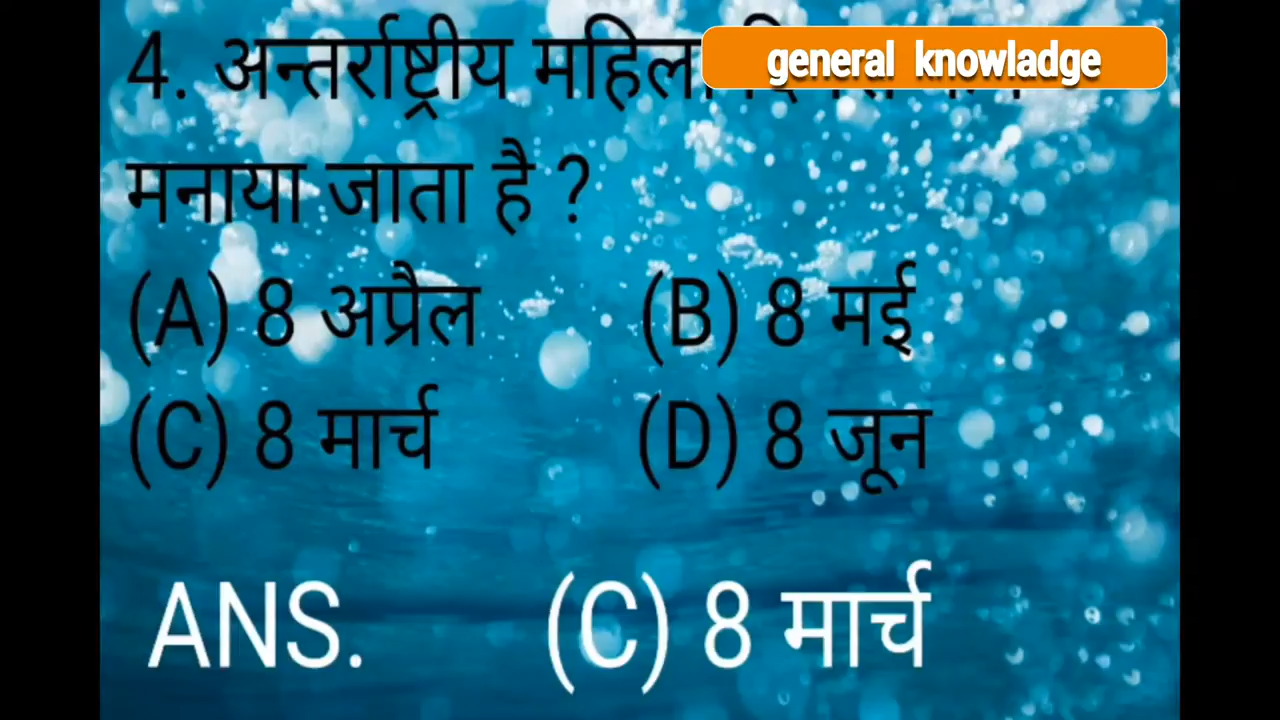 general knowladge
4. अन्तर्राष्ट्रीय महिला
मनाया जाता है ?
(A) 8 अप्रैल (B) 8 मई
(C) 8 मार्च (D) 8 जून
ANS. (C) 8 मार्च